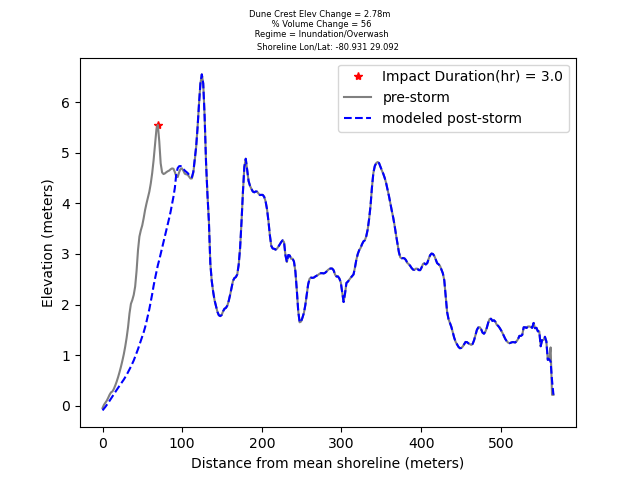 Dune Crest Elev Change = 2.78m
% Volume Change = 56
Regime = Inundation/Overwash
Shoreline Lon/Lat: -80.931 29.092
Impact Duration(hr) = 3.0
pre-storm
modeled post-storm
Elevation (meters)
6
5
4
3
2
1
0
0 100 200 300 400 500
Distance from mean shoreline (meters)